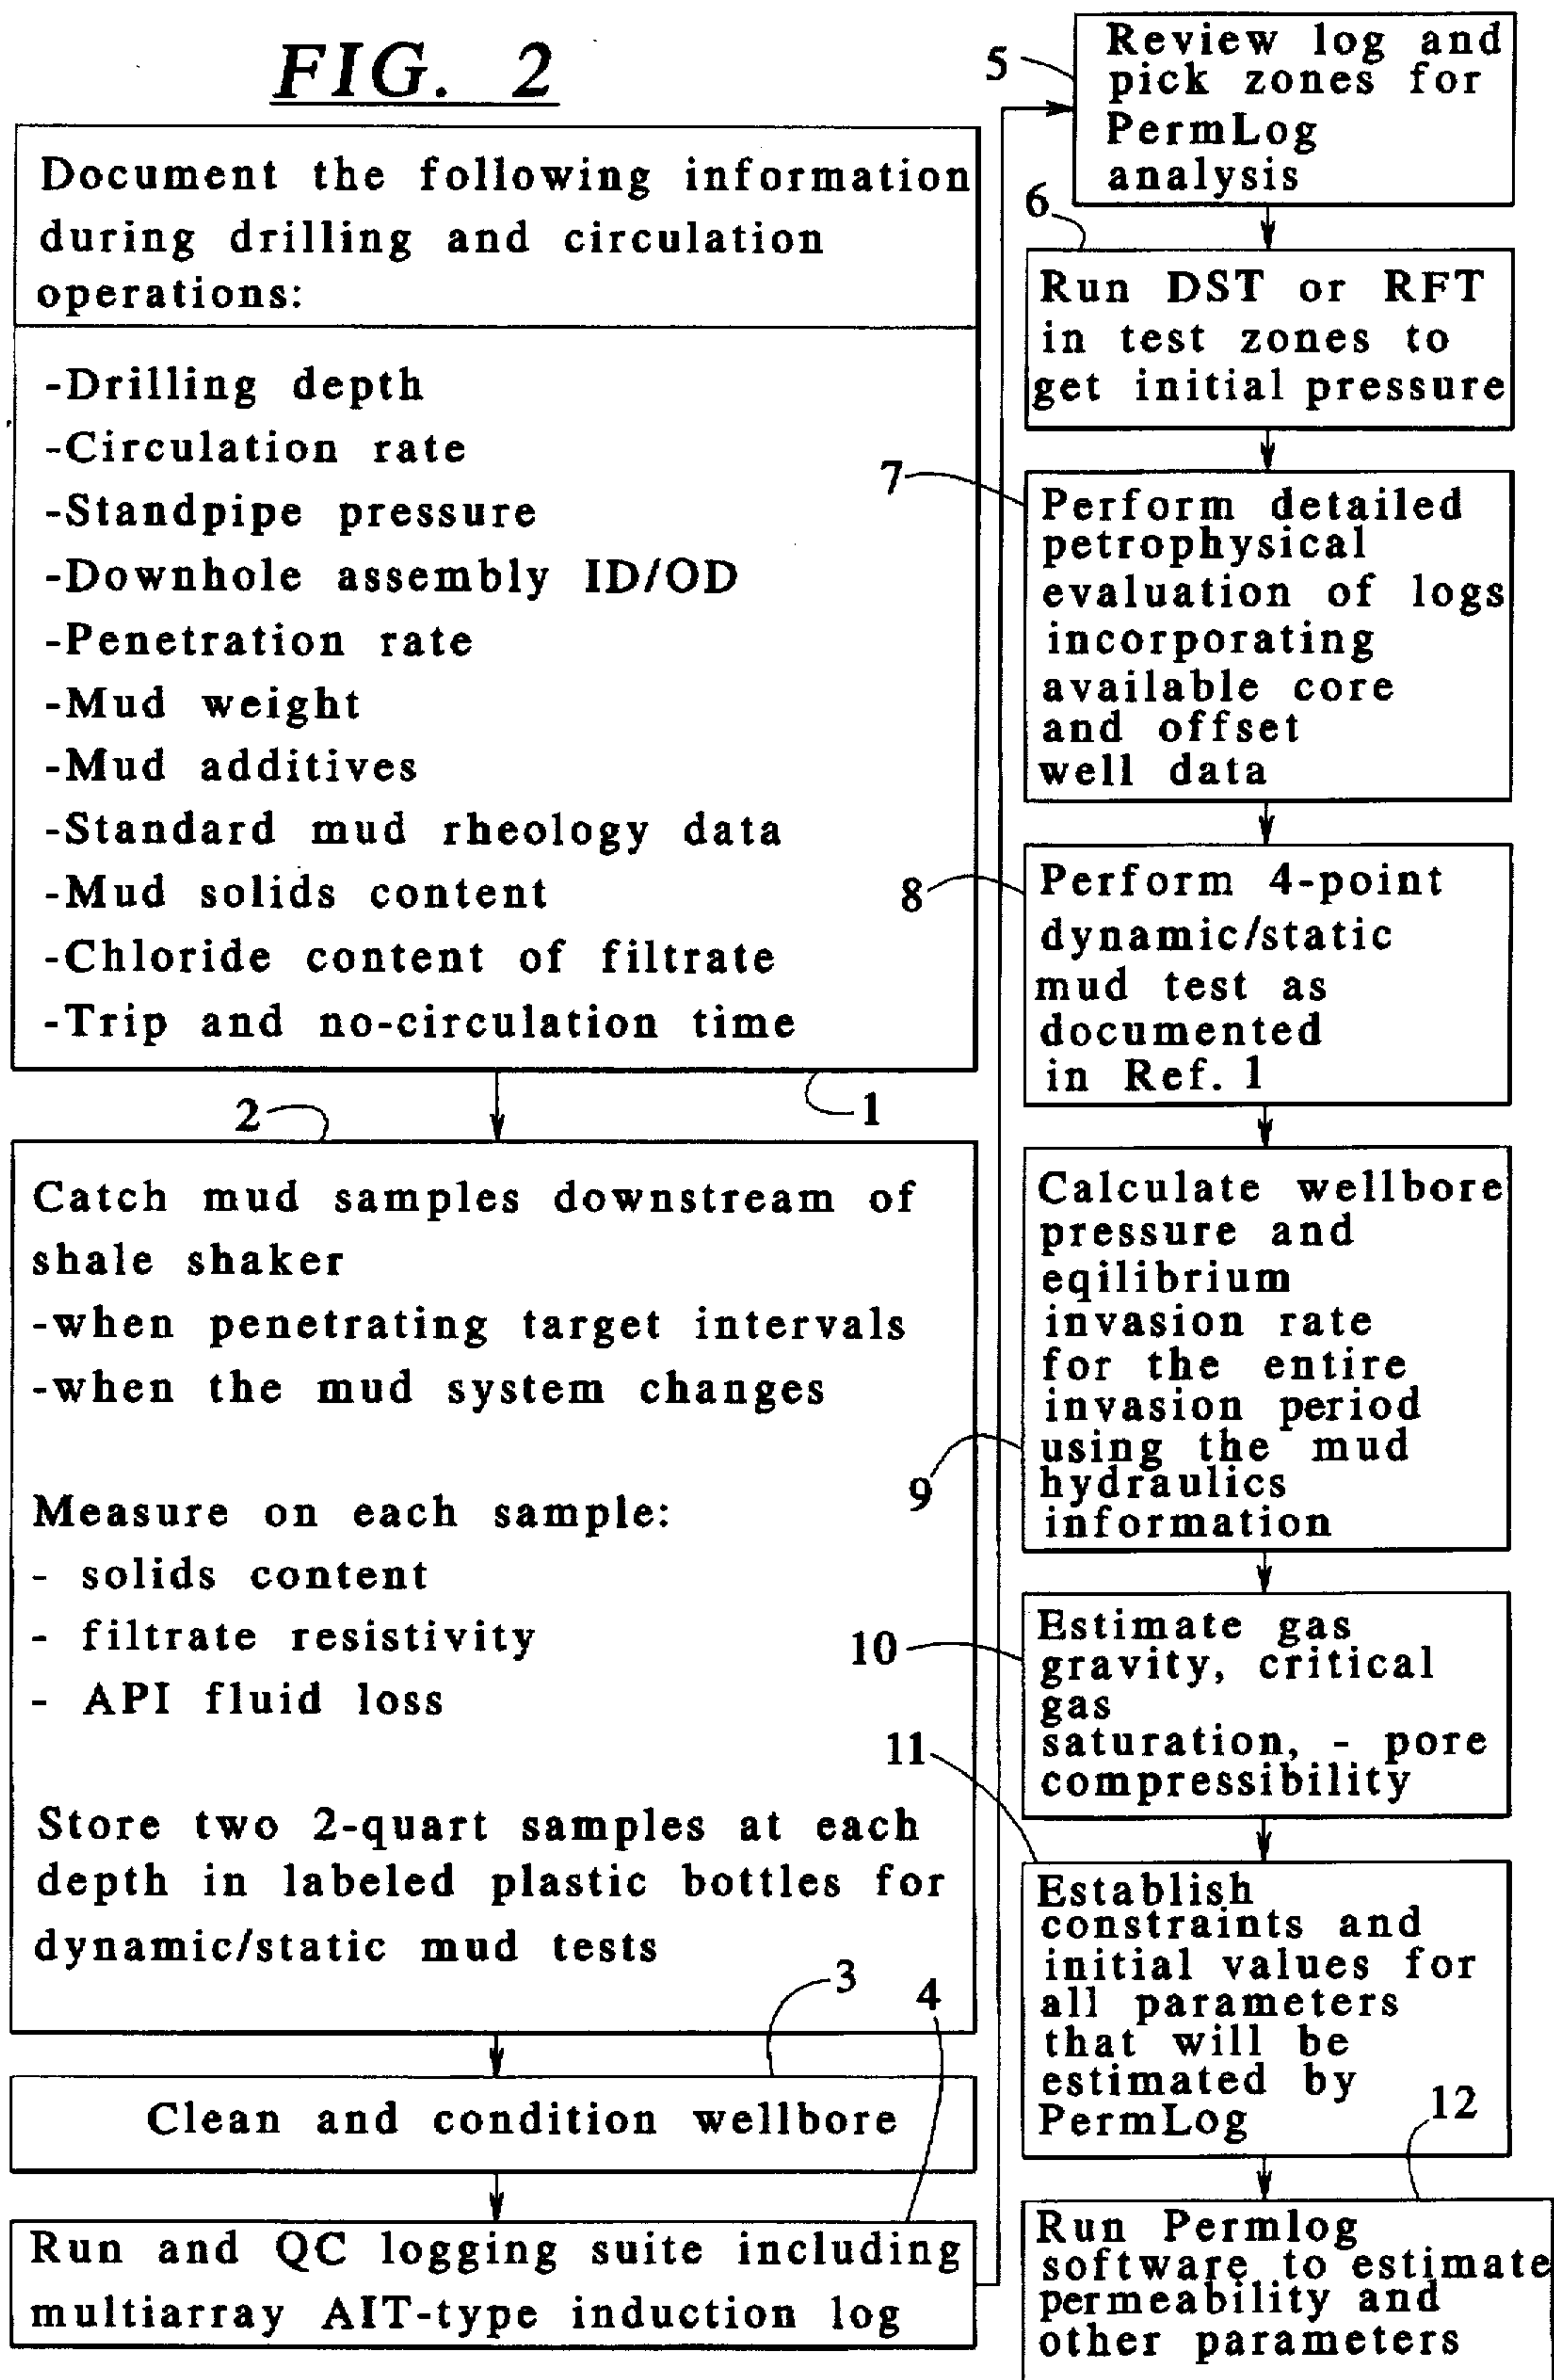 FIG. 2
Document the following information
during drilling and circulation
operations:
-Drilling depth
-Circulation rate
-Standpipe pressure
-Downhole assembly ID/OD
-Penetration rate
-Mud weight
-Mud additives
-Standard mud rheology data
-Mud solids content
-Chloride content of filtrate
-Trip and no-circulation time
1
2
Catch mud samples downstream of
shale shaker
-when penetrating target intervals
-when the mud system changes
Measure on each sample:
- solids content
- filtrate resistivity
- API fluid loss
Store two 2-quart samples at each
depth in labeled plastic bottles for
dynamic/static mud tests
3
Clean and condition wellbore
4
Run and QC logging suite including
multiarray AIT-type induction log
5
Review log and
pick zones for
PermLog
analysis
6
Run DST or RFT
in test zones to
get initial pressure
7
Perform detailed
petrophysical
evaluation of logs
incorporating
available core
and offset
well data
8
Perform 4-point
dynamic/static
mud test as
documented
in Ref. 1
9
Calculate wellbore
pressure and
eqilibrium
invasion rate
for the entire
invasion period
using the mud
hydraulics
information
10
Estimate gas
gravity, critical
gas
saturation, - pore
compressibility
11
Establish
constraints and
initial values for
all parameters
that will be
estimated by
PermLog
12
Run Permlog
software to estimate
permeability and
other parameters